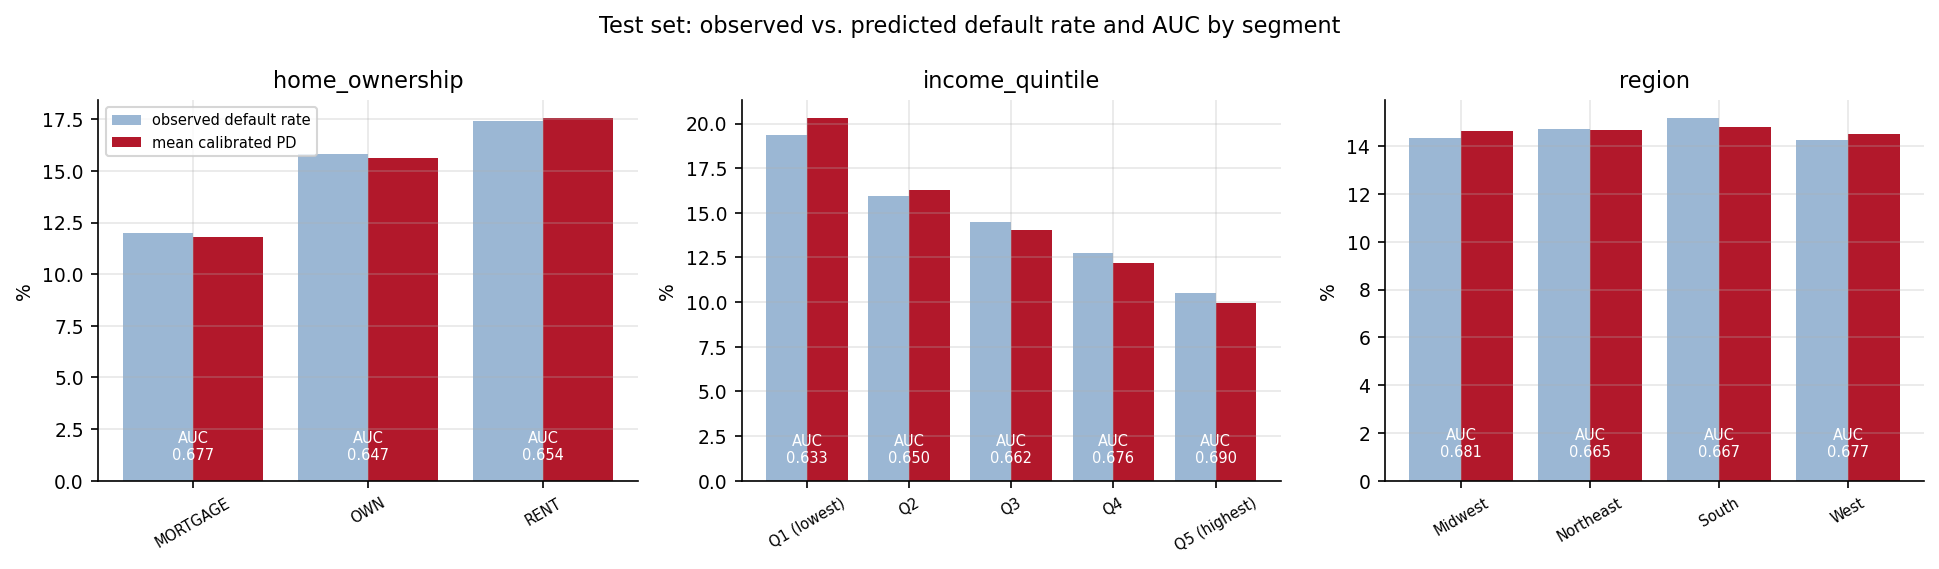 Test set: observed vs. predicted default rate and AUC by segment
home_ownership
observed default rate
mean calibrated PD
%
17.5
15.0
12.5
10.0
7.5
5.0
2.5
0.0
AUC
0.677
AUC
0.647
AUC
0.654
MORTGAGE
OWN
RENT
income_quintile
%
20.0
17.5
15.0
12.5
10.0
7.5
5.0
2.5
0.0
AUC
0.633
AUC
0.650
AUC
0.662
AUC
0.676
AUC
0.690
Q1 (lowest)
Q2
Q3
Q4
Q5 (highest)
region
%
14
12
10
8
6
4
2
0
AUC
0.681
AUC
0.665
AUC
0.667
AUC
0.677
Midwest
Northeast
South
West